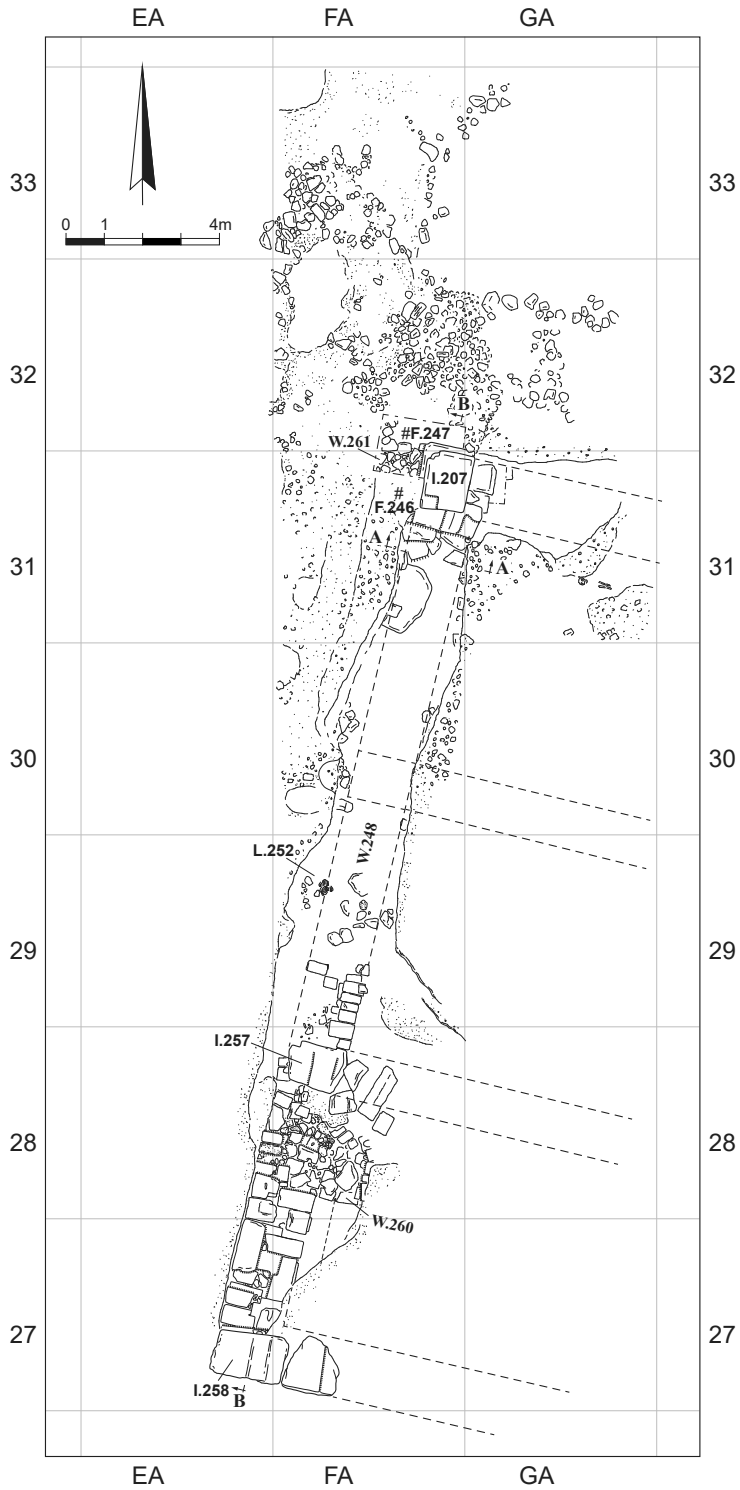 EA FA GA
33 33
0 1 4m
32 32
B
#F.247
W.261
I.207
#
F.246
A A
31 31
30 30
W.248
L.252
29 29
I.257
28 28
W.260
27 27
I.258
B
EA FA GA